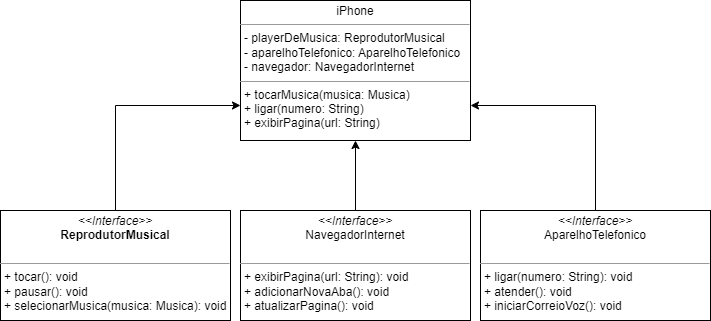 iPhone
- playerDeMusica: ReprodutorMusical
- aparelhoTelefonico: AparelhoTelefonico
- navegador: NavegadorInternet
+ tocarMusica(musica: Musica)
+ ligar(numero: String)
+ exibirPagina(url: String)
<<Interface>>
ReprodutorMusical
+ tocar(): void
+ pausar(): void
+ selecionarMusica(musica: Musica): void
<<Interface>>
NavegadorInternet
+ exibirPagina(url: String): void
+ adicionarNovaAba(): void
+ atualizarPagina(): void
<<Interface>>
AparelhoTelefonico
+ ligar(numero: String): void
+ atender(): void
+ iniciarCorreioVoz(): void